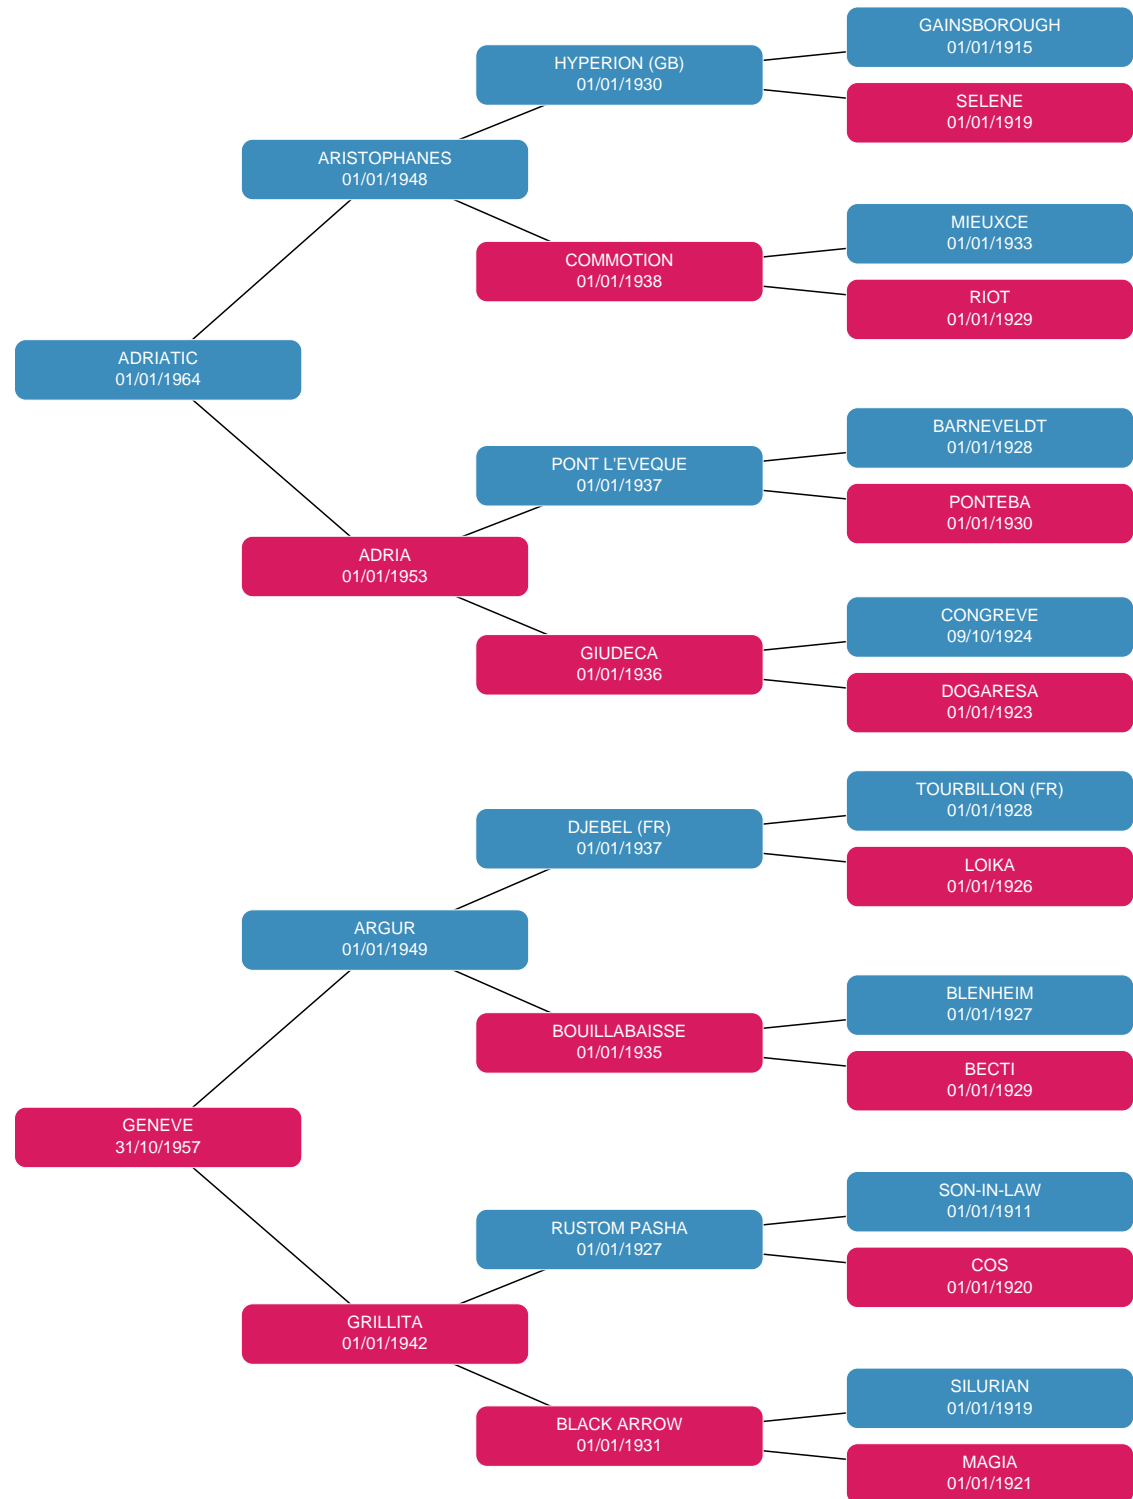 GAINSBOROUGH
01/01/1915
HYPERION (GB)
01/01/1930
SELENE
01/01/1919
ARISTOPHANES
01/01/1948
MIEUXCE
01/01/1933
COMMOTION
01/01/1938
RIOT
01/01/1929
ADRIATIC
01/01/1964
BARNEVELDT
01/01/1928
PONT L'EVEQUE
01/01/1937
PONTEBA
01/01/1930
ADRIA
01/01/1953
CONGREVE
09/10/1924
GIUDECA
01/01/1936
DOGARESA
01/01/1923
TOURBILLON (FR)
01/01/1928
DJEBEL (FR)
01/01/1937
LOIKA
01/01/1926
ARGUR
01/01/1949
BLENHEIM
01/01/1927
BOUILLABAISSE
01/01/1935
BECTI
01/01/1929
GENEVE
31/10/1957
SON-IN-LAW
01/01/1911
RUSTOM PASHA
01/01/1927
COS
01/01/1920
GRILLITA
01/01/1942
SILURIAN
01/01/1919
BLACK ARROW
01/01/1931
MAGIA
01/01/1921